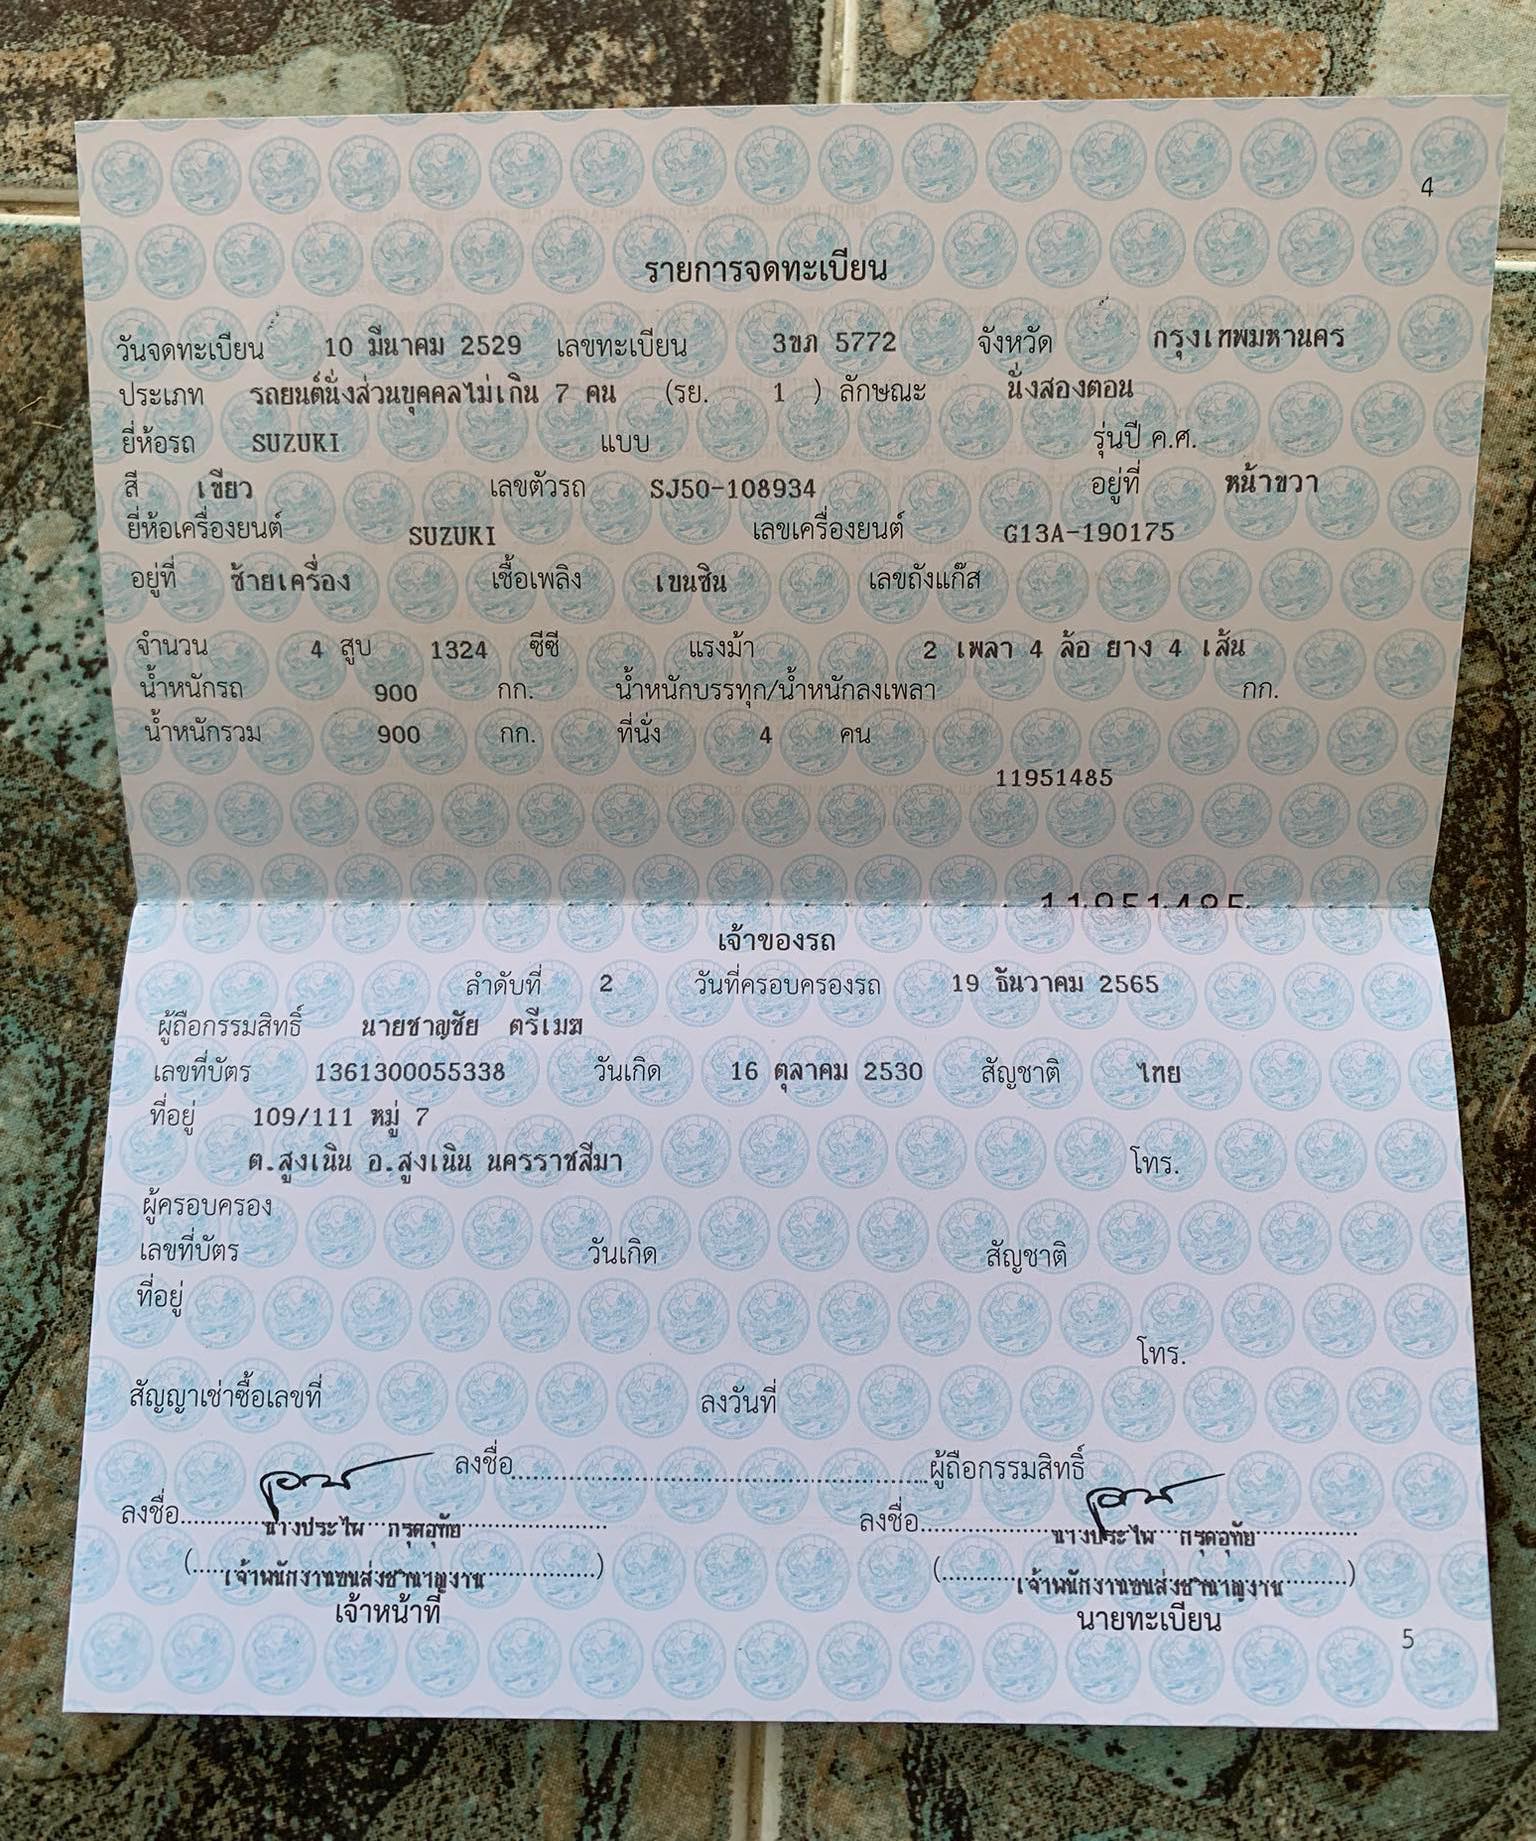 4
รายการจดทะเบียน
วันจดทะเบียน 10 มีนาคม 2529 เลขทะเบียน 3ขภ 5772 จังหวัด กรุงเทพมหานคร
ประเภท รถยนต์นั่งส่วนบุคคลไม่เกิน 7 คน (รย. 1 ) ลักษณะ นั่งสองตอน
ยี่ห้อรถ SUZUKI แบบ รุ่นปี ค.ศ.
สี เขียว เลขตัวรถ SJ50-108934 อยู่ที่ หน้าขวา
ยี่ห้อเครื่องยนต์ SUZUKI เลขเครื่องยนต์ G13A-190175
อยู่ที่ ซ้ายเครื่อง เชื้อเพลิง เบนซิน เลขถังแก๊ส
จำนวน 4 สูบ 1324 ซีซี แรงม้า 2 เพลา 4 ล้อ ยาง 4 เส้น
น้ำหนักรถ 900 กก. น้ำหนักบรรทุก/น้ำหนักลงเพลา กก.
น้ำหนักรวม 900 กก. ที่นั่ง 4 คน
11951485
11951485
เจ้าของรถ
ลำดับที่ 2 วันที่ครอบครองรถ 19 ธันวาคม 2565
ผู้ถือกรรมสิทธิ์ นายชาญชัย ตรีเมฆ
เลขที่บัตร 1361300055338 วันเกิด 16 ตุลาคม 2530 สัญชาติ ไทย
ที่อยู่ 109/111 หมู่ 7
ต.สูงเนิน อ.สูงเนิน นครราชสีมา โทร.
ผู้ครอบครอง
เลขที่บัตร วันเกิด สัญชาติ
ที่อยู่
โทร.
สัญญาเช่าซื้อเลขที่ ลงวันที่
ลงชื่อ ผู้ถือกรรมสิทธิ์
ลงชื่อ นางประไพ กรุดอุทัย ลงชื่อ นางประไพ กรุดอุทัย
(เจ้าพนักงานขนส่งชำนาญงาน) (เจ้าพนักงานขนส่งชำนาญงาน)
เจ้าหน้าที่ นายทะเบียน
5